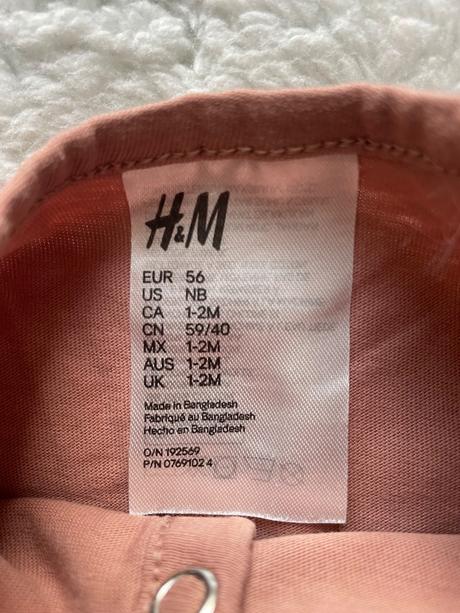 H&M
EUR 56
US NB
CA 1-2M
CN 59/40
MX 1-2M
AUS 1-2M
UK 1-2M
Made in Bangladesh
Fabriqué au Bangladesh
Hecho en Bangladesh
O/N 192569
P/N 0769102 4